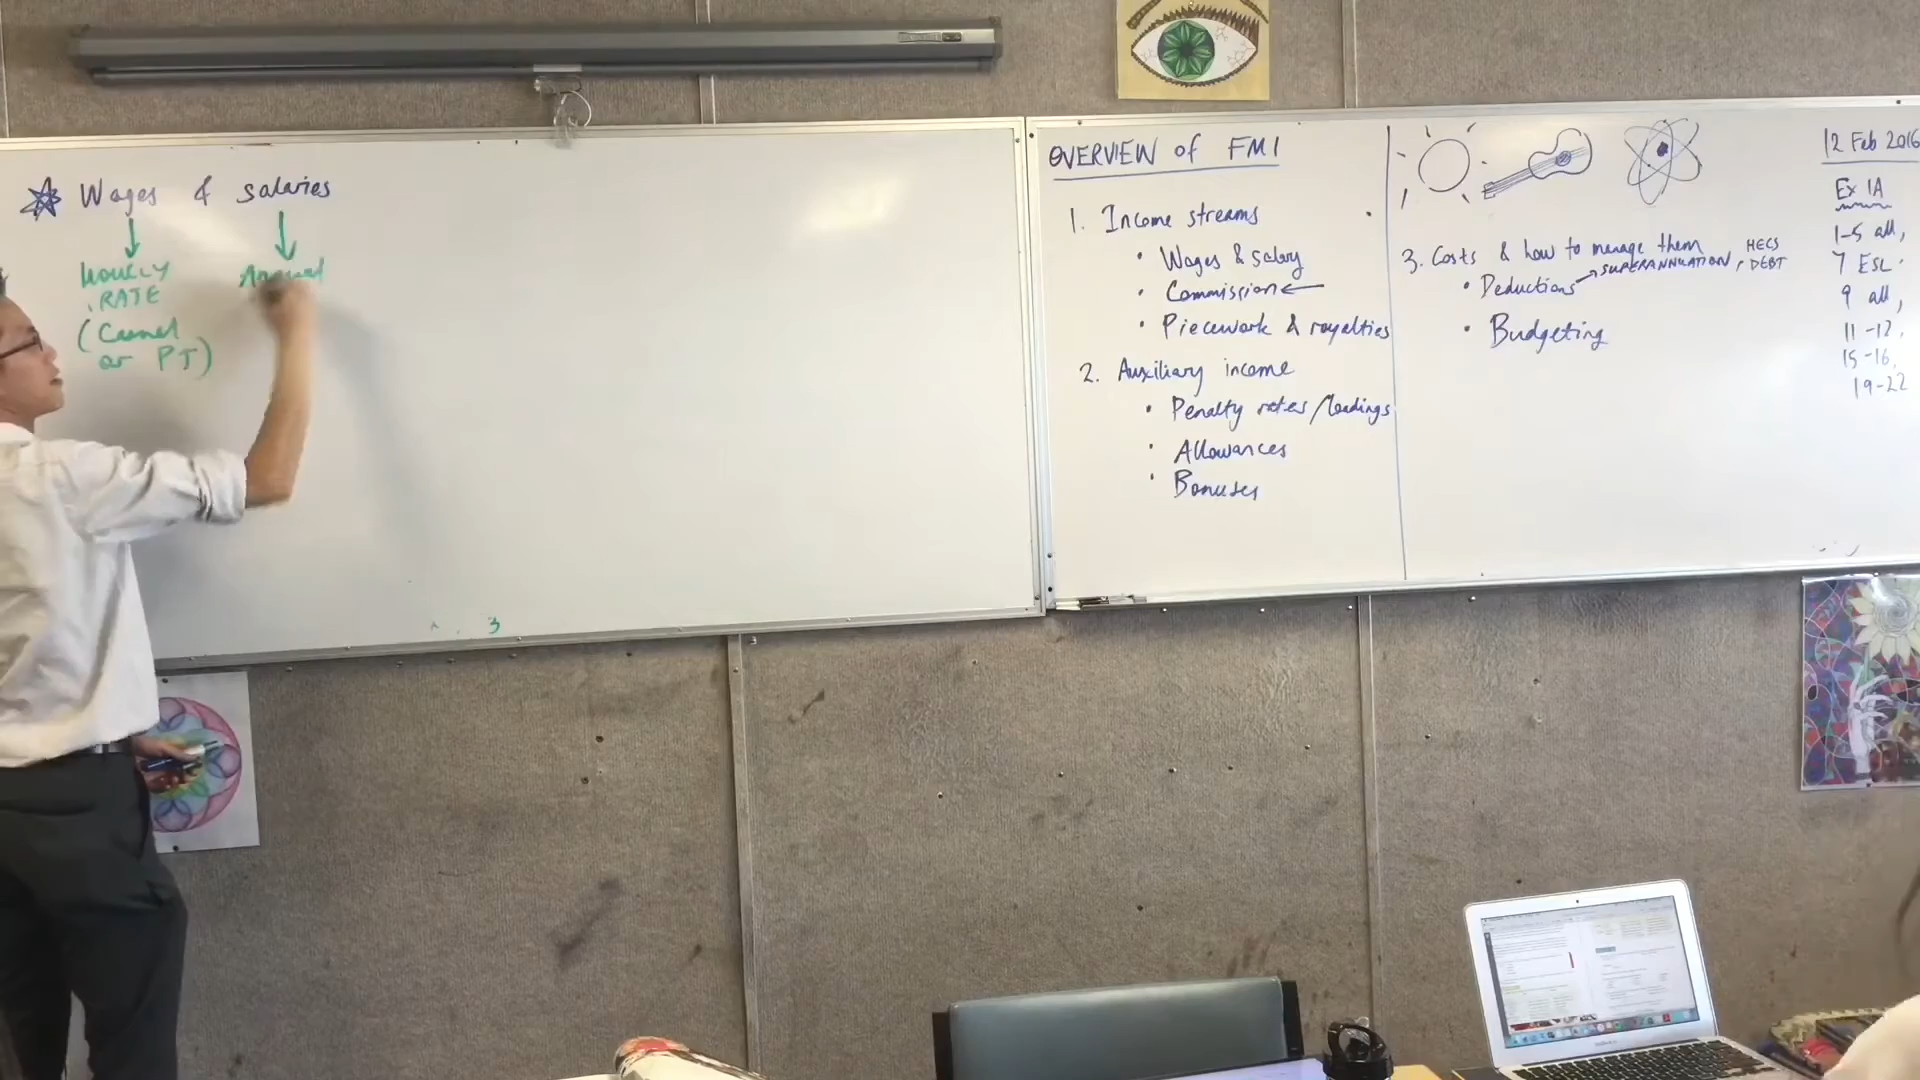 Wages & salaries
HOURLY
RATE
(Casual
or PT)
Annual
3
OVERVIEW of FM1
1. Income streams
• Wages & salary
• Commission ←
• Piecework & royalties
2. Auxiliary income
• Penalty rates/loadings
• Allowances
• Bonuses
3. Costs & how to manage them
• Deductions → SUPERANNUATION, HECS DEBT
• Budgeting
12 Feb 2016
Ex 1A
1-5 all,
7 ESL
9 all,
11-12,
15-16,
19-22